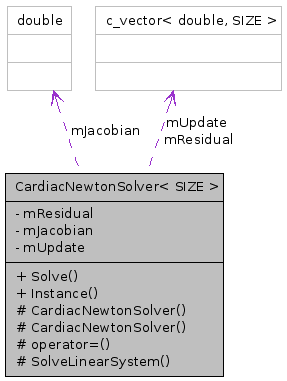 double
c_vector< double, SIZE >
mJacobian
mUpdate
mResidual
CardiacNewtonSolver< SIZE >
- mResidual
- mJacobian
- mUpdate
+ Solve()
+ Instance()
# CardiacNewtonSolver()
# CardiacNewtonSolver()
# operator=()
# SolveLinearSystem()